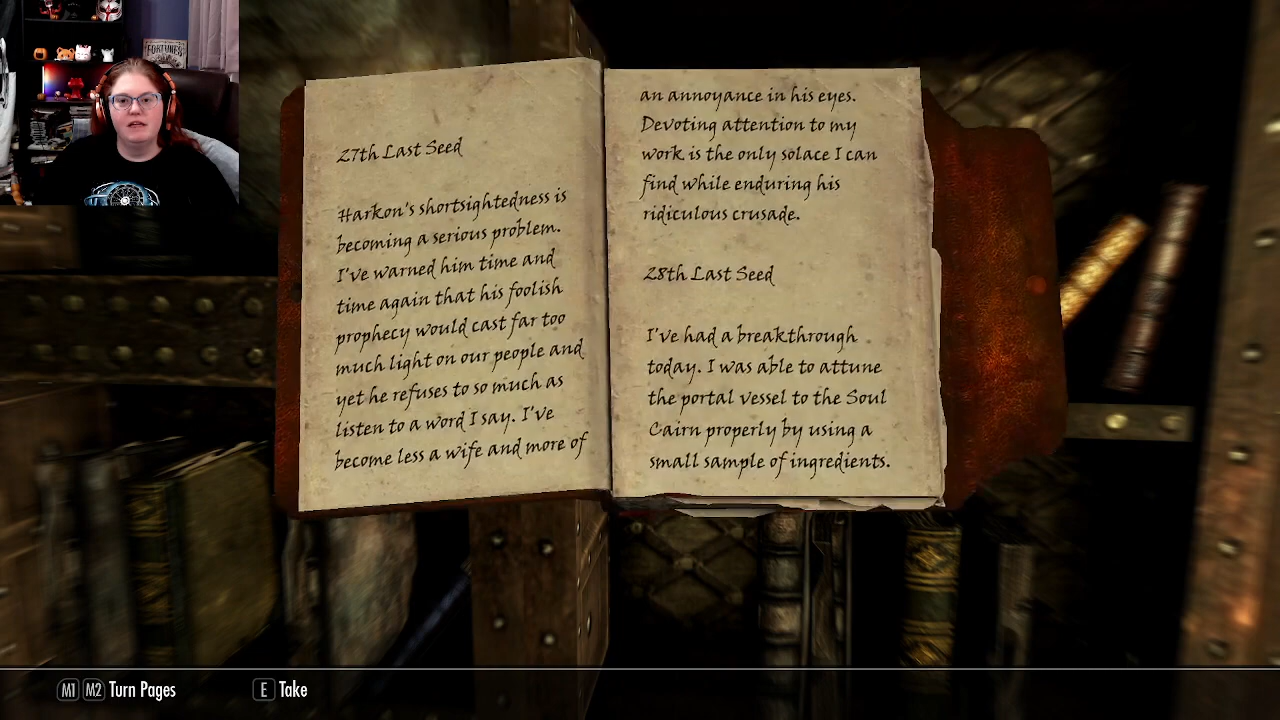 FORTUNES
27th Last Seed
Harkon's shortsightedness is
becoming a serious problem.
I've warned him time and
time again that his foolish
prophecy would cast far too
much light on our people and
yet he refuses to so much as
listen to a word I say. I've
become less a wife and more of
an annoyance in his eyes.
Devoting attention to my
work is the only solace I can
find while enduring his
ridiculous crusade.
28th Last Seed
I've had a breakthrough
today. I was able to attune
the portal vessel to the Soul
Cairn properly by using a
small sample of ingredients.
M1 M2 Turn Pages
E Take